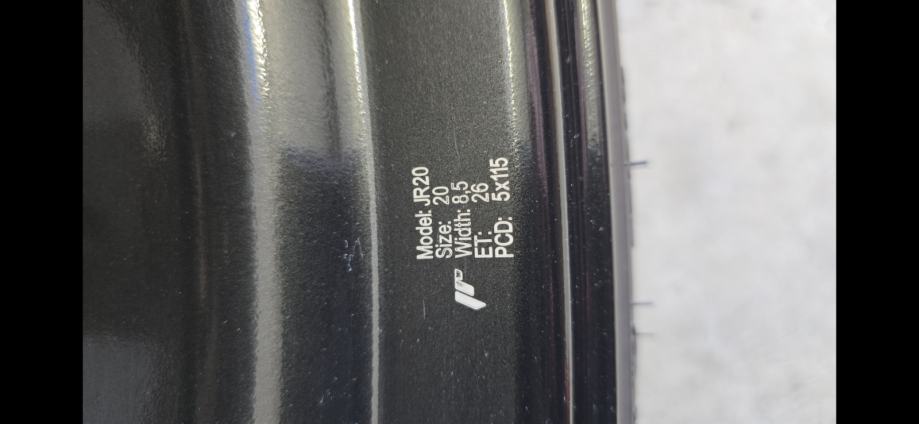 Model: JR20
Size: 20
Width: 8,5
ET: 26
PCD: 5x115